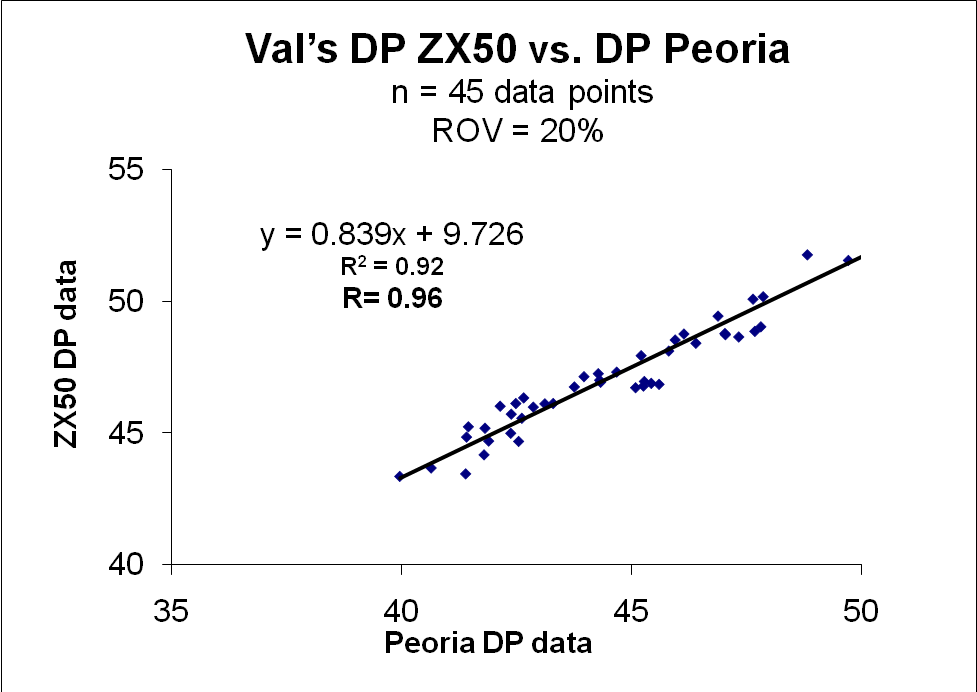 Val's DP ZX50 vs. DP Peoria
n = 45 data points
ROV = 20%
55
y = 0.839x + 9.726
R² = 0.92
R= 0.96
50
45
40
ZX50 DP data
35 40 45 50
Peoria DP data